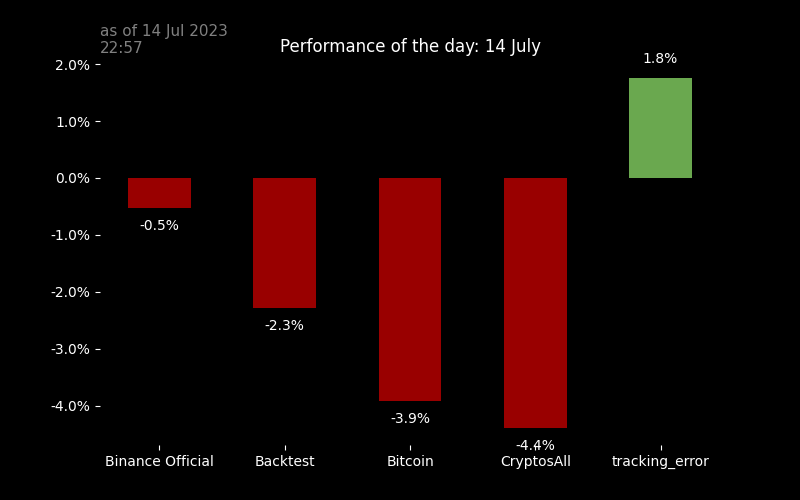 as of 14 Jul 2023
22:57
Performance of the day: 14 July
2.0%
1.0%
0.0%
-1.0%
-2.0%
-3.0%
-4.0%
-0.5%
-2.3%
-3.9%
-4.4%
1.8%
Binance Official
Backtest
Bitcoin
CryptosAll
tracking_error